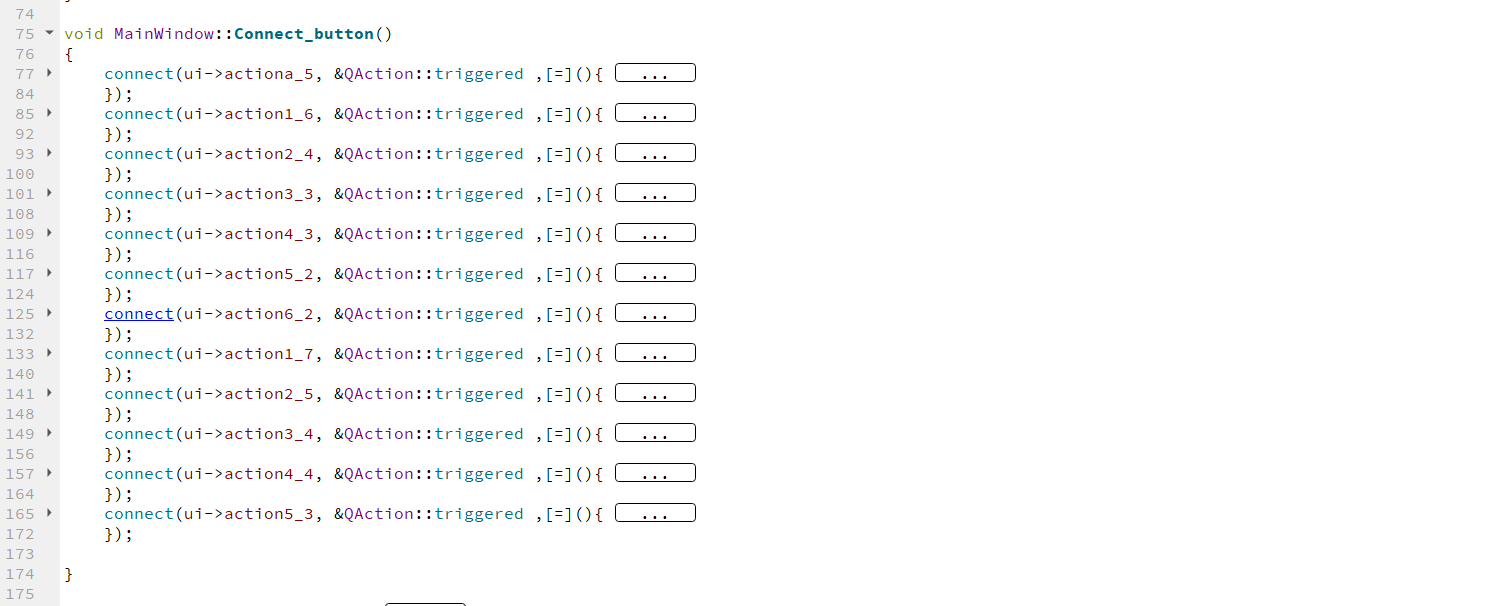 74
75 void MainWindow::Connect_button()
76 {
77 connect(ui->actiona_5, &QAction::triggered ,[=](){ ...
84 });
85 connect(ui->action1_6, &QAction::triggered ,[=](){ ...
92 });
93 connect(ui->action2_4, &QAction::triggered ,[=](){ ...
100 });
101 connect(ui->action3_3, &QAction::triggered ,[=](){ ...
108 });
109 connect(ui->action4_3, &QAction::triggered ,[=](){ ...
116 });
117 connect(ui->action5_2, &QAction::triggered ,[=](){ ...
124 });
125 connect(ui->action6_2, &QAction::triggered ,[=](){ ...
132 });
133 connect(ui->action1_7, &QAction::triggered ,[=](){ ...
140 });
141 connect(ui->action2_5, &QAction::triggered ,[=](){ ...
148 });
149 connect(ui->action3_4, &QAction::triggered ,[=](){ ...
156 });
157 connect(ui->action4_4, &QAction::triggered ,[=](){ ...
164 });
165 connect(ui->action5_3, &QAction::triggered ,[=](){ ...
172 });
173
174 }
175